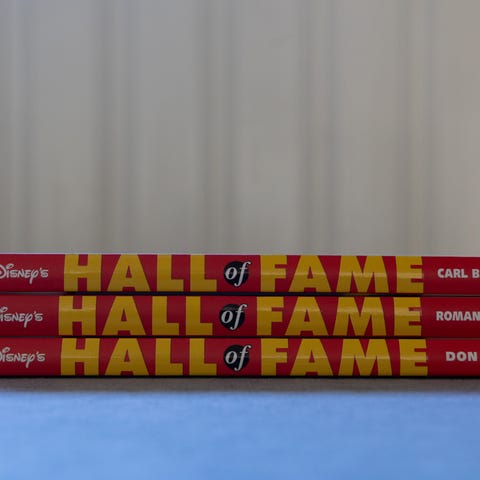 Disney's HALL of FAME CARL B
Disney's HALL of FAME ROMAN
Disney's HALL of FAME DON